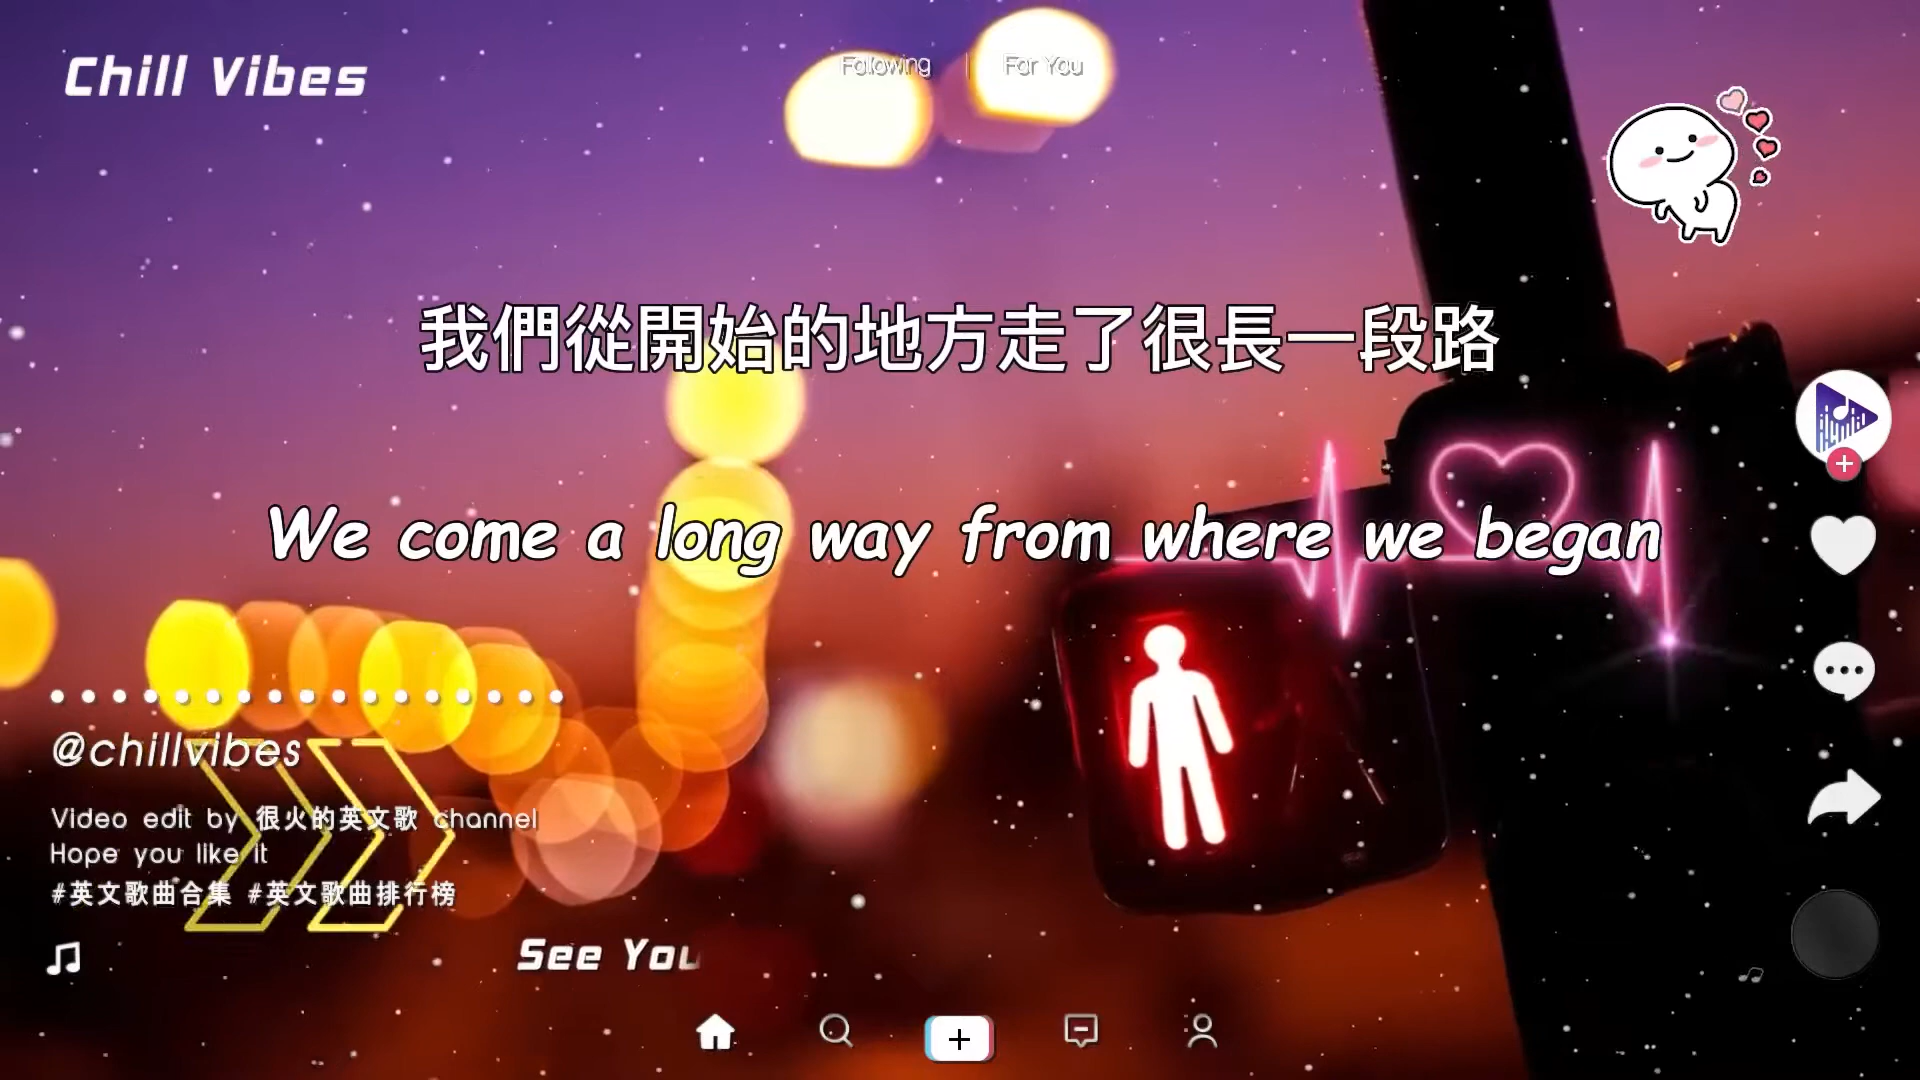 Chill Vibes
Following | For You
我們從開始的地方走了很長一段路
We come a long way from where we began
@chillvibes
Video edit by 很火的英文歌 channel
Hope you like it
#英文歌曲合集 #英文歌曲排行榜
See You